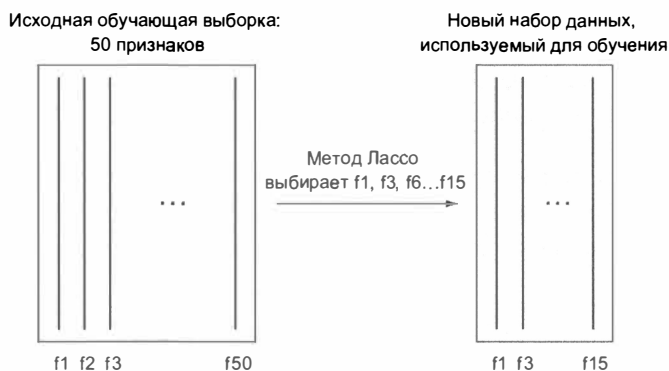 Исходная обучающая выборка:
50 признаков
Новый набор данных,
используемый для обучения
Метод Лассо
выбирает f1, f3, f6...f15
...
...
f1 f2 f3 f50
f1 f3 f15